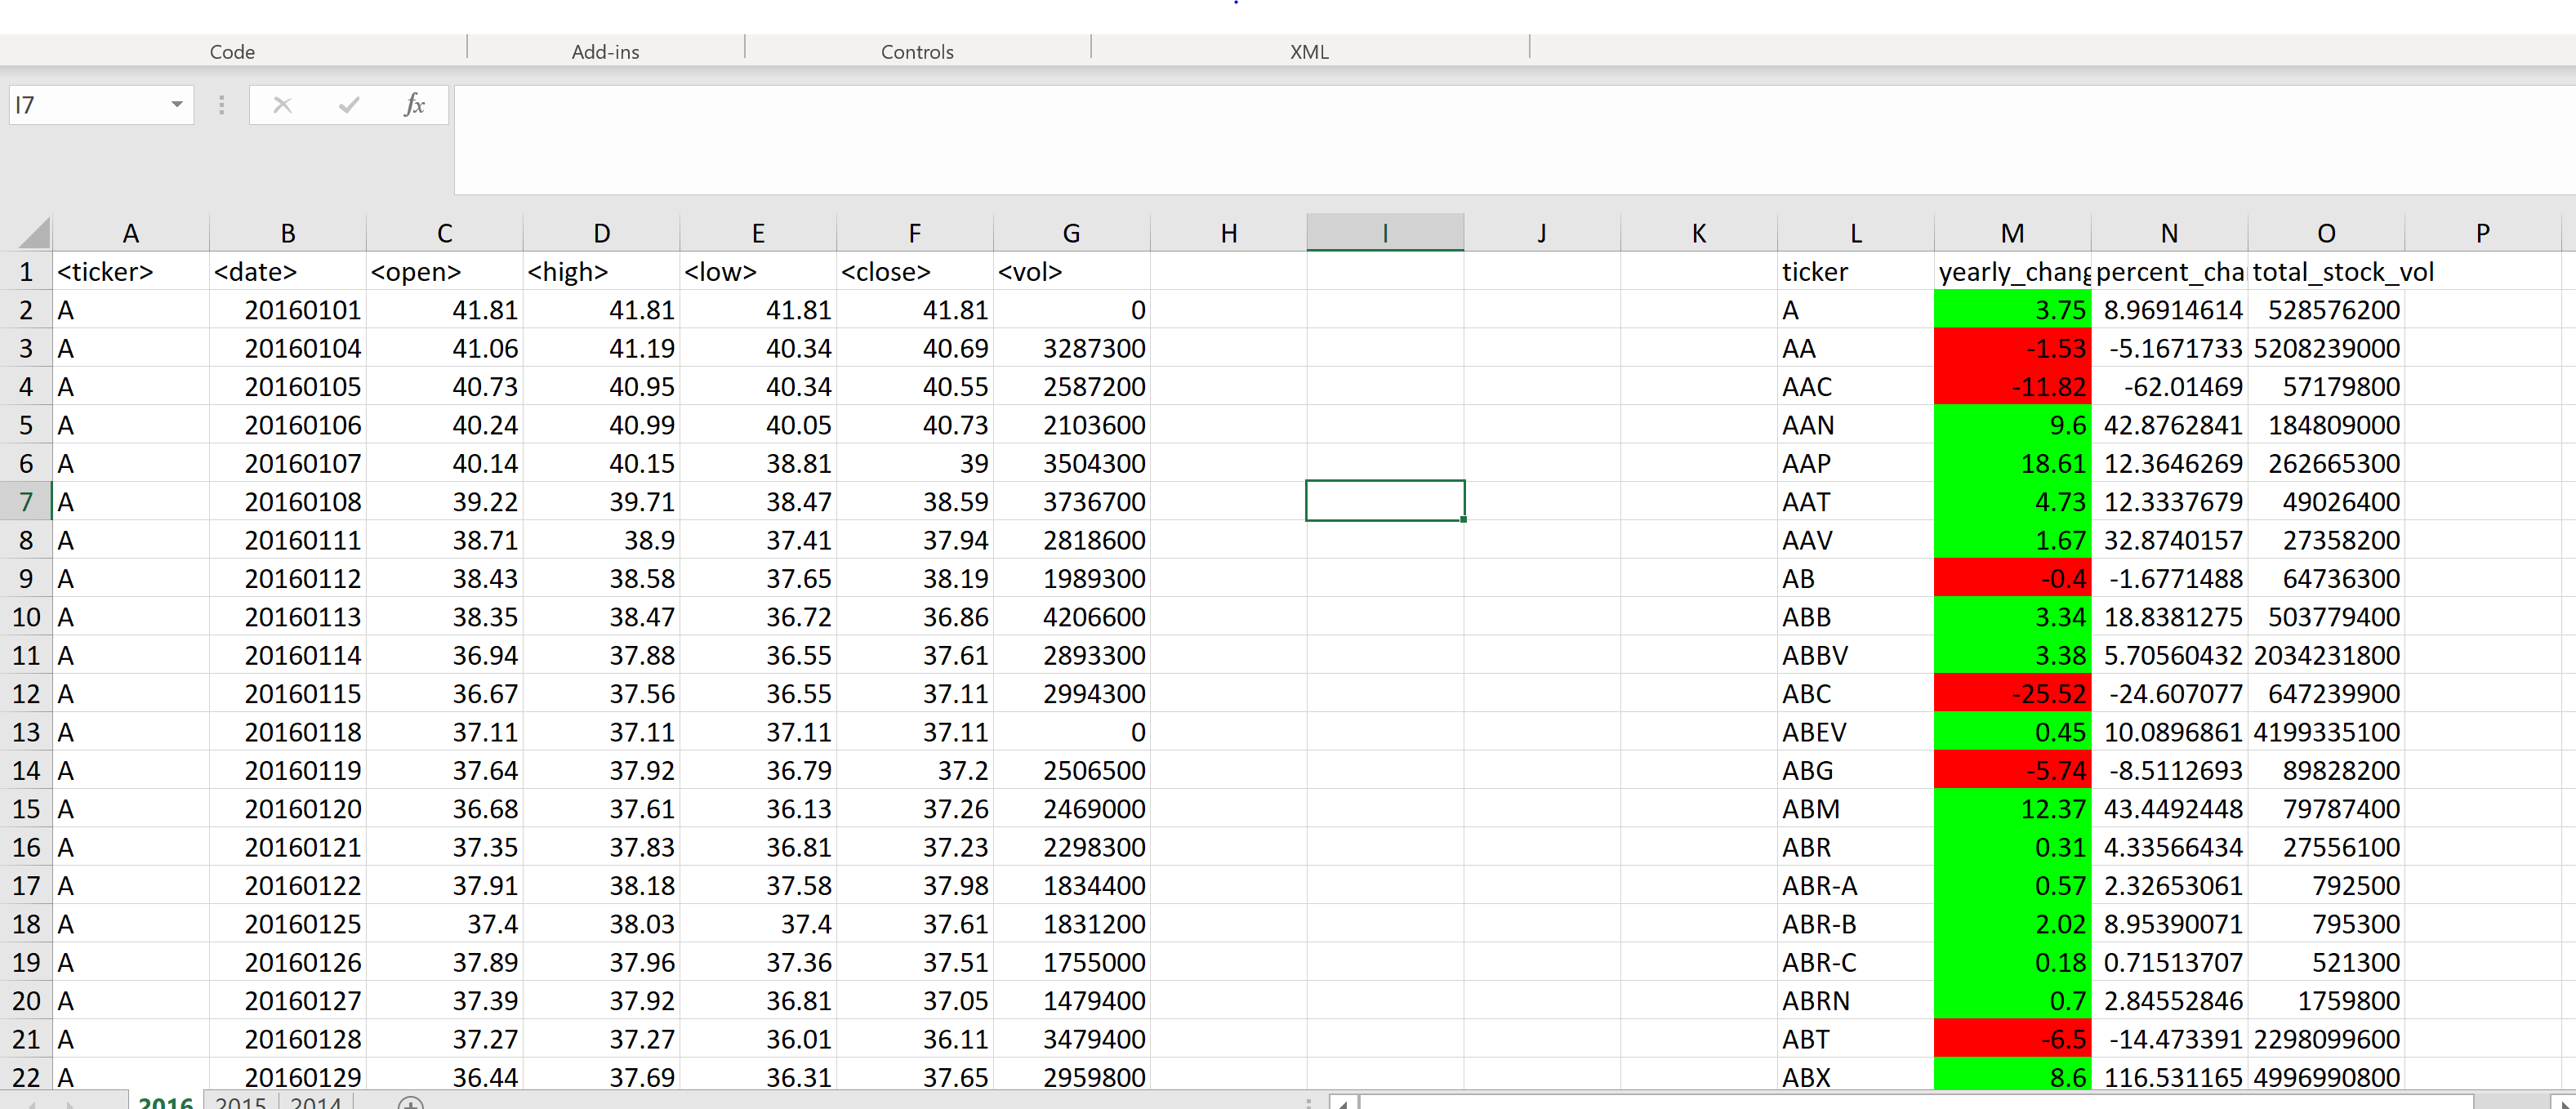 Code Add-ins Controls XML
I7 fx
A B C D E F G H I J K L M N O P
1 <ticker> <date> <open> <high> <low> <close> <vol> ticker yearly_chang percent_cha total_stock_vol
2 A 20160101 41.81 41.81 41.81 41.81 0 A 3.75 8.96914614 528576200
3 A 20160104 41.06 41.19 40.34 40.69 3287300 AA -1.53 -5.1671733 5208239000
4 A 20160105 40.73 40.95 40.34 40.55 2587200 AAC -11.82 -62.01469 57179800
5 A 20160106 40.24 40.99 40.05 40.73 2103600 AAN 9.6 42.8762841 184809000
6 A 20160107 40.14 40.15 38.81 39 3504300 AAP 18.61 12.3646269 262665300
7 A 20160108 39.22 39.71 38.47 38.59 3736700 AAT 4.73 12.3337679 49026400
8 A 20160111 38.71 38.9 37.41 37.94 2818600 AAV 1.67 32.8740157 27358200
9 A 20160112 38.43 38.58 37.65 38.19 1989300 AB -0.4 -1.6771488 64736300
10 A 20160113 38.35 38.47 36.72 36.86 4206600 ABB 3.34 18.8381275 503779400
11 A 20160114 36.94 37.88 36.55 37.61 2893300 ABBV 3.38 5.70560432 2034231800
12 A 20160115 36.67 37.56 36.55 37.11 2994300 ABC -25.52 -24.607077 647239900
13 A 20160118 37.11 37.11 37.11 37.11 0 ABEV 0.45 10.0896861 4199335100
14 A 20160119 37.64 37.92 36.79 37.2 2506500 ABG -5.74 -8.5112693 89828200
15 A 20160120 36.68 37.61 36.13 37.26 2469000 ABM 12.37 43.4492448 79787400
16 A 20160121 37.35 37.83 36.81 37.23 2298300 ABR 0.31 4.33566434 27556100
17 A 20160122 37.91 38.18 37.58 37.98 1834400 ABR-A 0.57 2.32653061 792500
18 A 20160125 37.4 38.03 37.4 37.61 1831200 ABR-B 2.02 8.95390071 795300
19 A 20160126 37.89 37.96 37.36 37.51 1755000 ABR-C 0.18 0.71513707 521300
20 A 20160127 37.39 37.92 36.81 37.05 1479400 ABRN 0.7 2.84552846 1759800
21 A 20160128 37.27 37.27 36.01 36.11 3479400 ABT -6.5 -14.473391 2298099600
22 A 20160129 36.44 37.69 36.31 37.65 2959800 ABX 8.6 116.531165 4996990800
2016 2015 2014